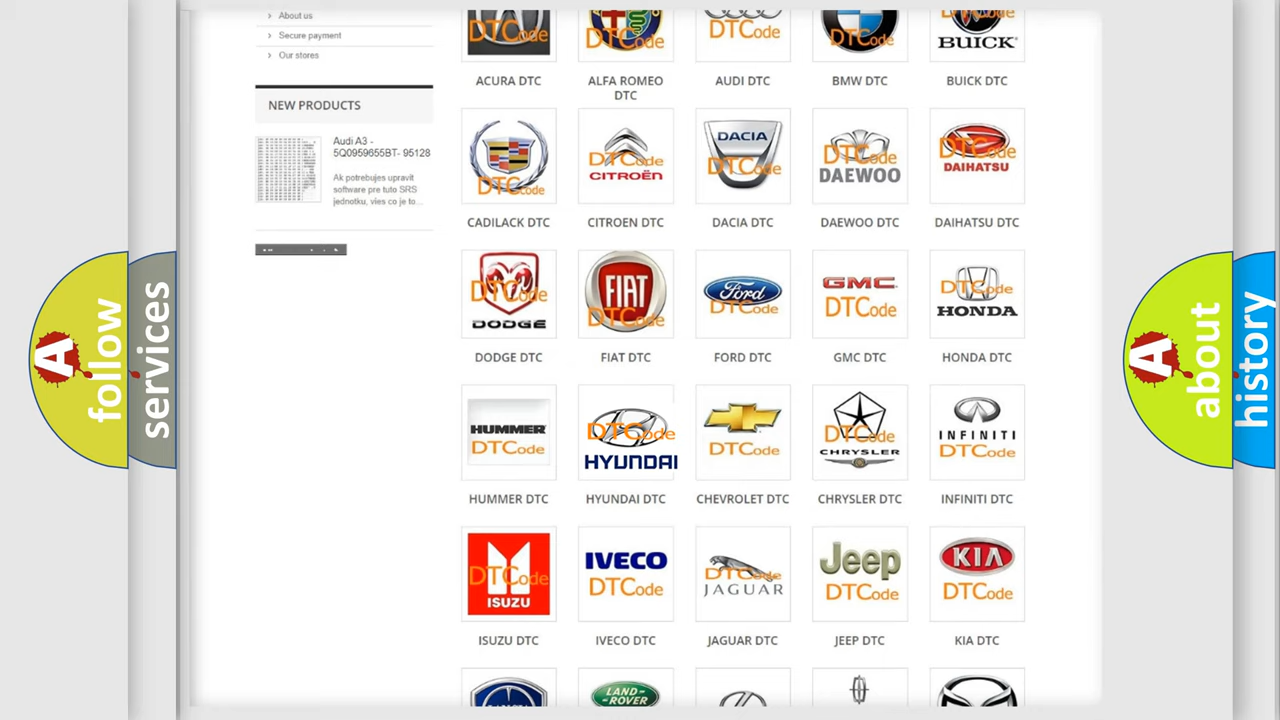 About us
Secure payment
Our stores
NEW PRODUCTS
Audi A3 -
5Q0959655BT- 95128
Ak potrebujes upravit
software pre tuto SRS
jednotku, vies co je to...
DTCode
DTCode
DTCode
DTCode
BUICK
ACURA DTC
ALFA ROMEO
DTC
AUDI DTC
BMW DTC
BUICK DTC
DTCode
DTCode
CITROËN
DACIA
DTCode
DTCode
DAEWOO
DTCode
DAIHATSU
CADILACK DTC
CITROEN DTC
DACIA DTC
DAEWOO DTC
DAIHATSU DTC
DTCode
DODGE
FIAT
DTCode
Ford
DTCode
GMC
DTCode
DTCode
HONDA
DODGE DTC
FIAT DTC
FORD DTC
GMC DTC
HONDA DTC
HUMMER
DTCode
DTCode
HYUNDAI
DTCode
DTCode
CHRYSLER
INFINITI
DTCode
HUMMER DTC
HYUNDAI DTC
CHEVROLET DTC
CHRYSLER DTC
INFINITI DTC
DTCode
ISUZU
IVECO
DTCode
DTCode
JAGUAR
Jeep
DTCode
KIA
DTCode
ISUZU DTC
IVECO DTC
JAGUAR DTC
JEEP DTC
KIA DTC
LAND-
ROVER
A
follow
services
A
about
history